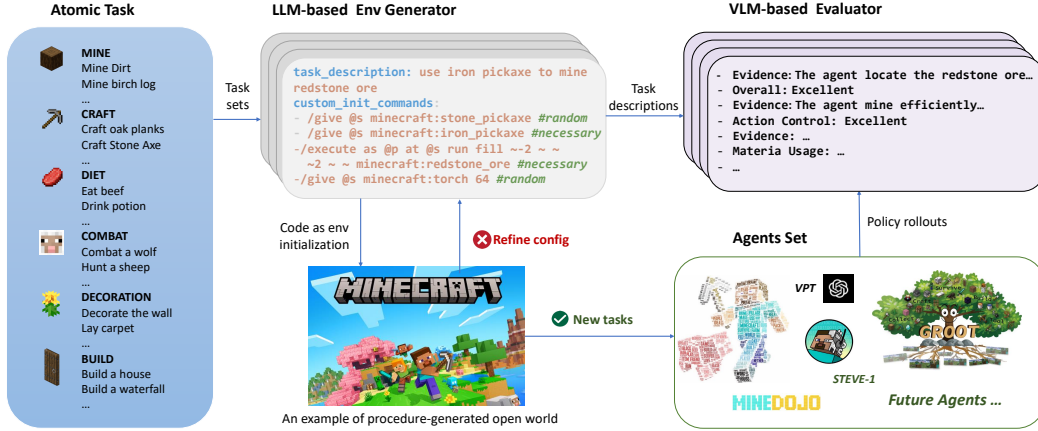 Atomic Task
MINE
Mine Dirt
Mine birch log
…
CRAFT
Craft oak planks
Craft Stone Axe
…
DIET
Eat beef
Drink potion
…
COMBAT
Combat a wolf
Hunt a sheep
…
DECORATION
Decorate the wall
Lay carpet
…
BUILD
Build a house
Build a waterfall
…
Task
sets
LLM-based Env Generator
task_description: use iron pickaxe to mine
redstone ore
custom_init_commands:
- /give @s minecraft:stone_pickaxe #random
- /give @s minecraft:iron_pickaxe #necessary
-/execute as @p at @s run fill ~-2 ~ ~
~2 ~ ~ minecraft:redstone_ore #necessary
-/give @s minecraft:torch 64 #random
Code as env
initialization
Refine config
MINECRAFT
An example of procedure-generated open world
New tasks
Task
descriptions
VLM-based Evaluator
- Evidence: The agent locate the redstone ore…
- Overall: Excellent
- Evidence: The agent mine efficiently…
- Action Control: Excellent
- Evidence: …
- Materia Usage: …
- …
Policy rollouts
Agents Set
VPT
GROOT
STEVE-1
MINEDOJO
Future Agents …